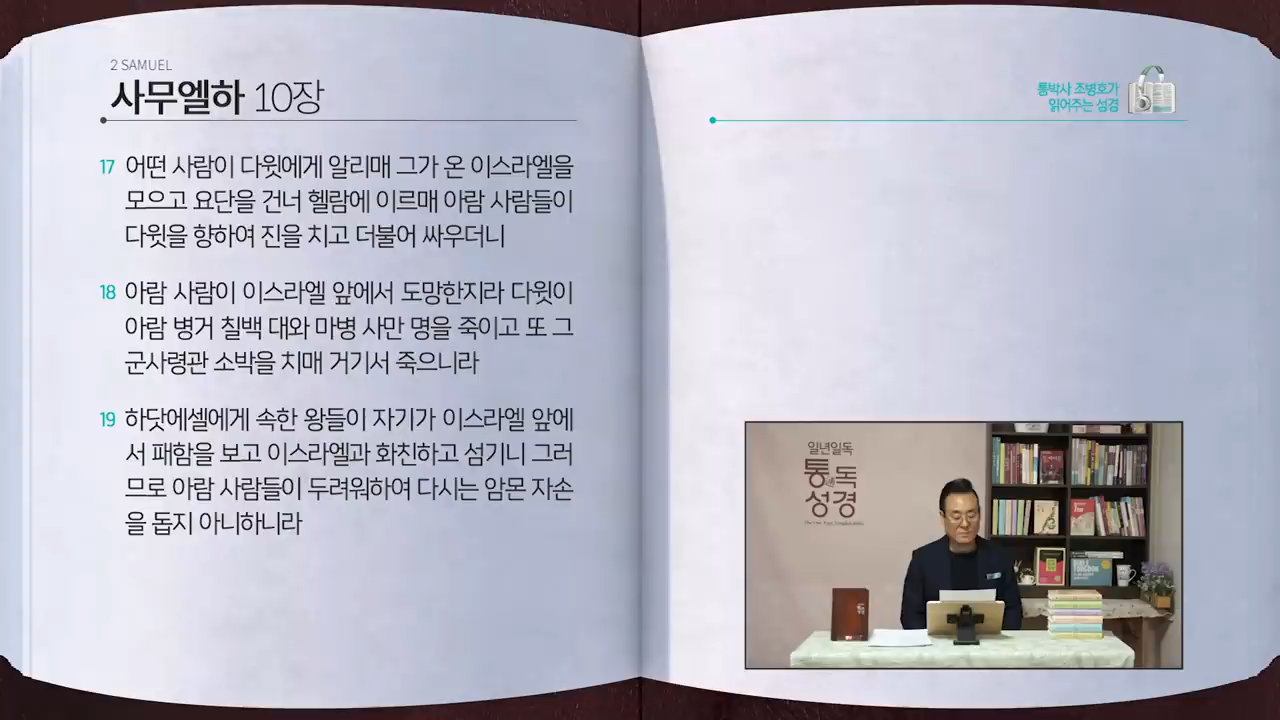 2 SAMUEL
사무엘하 10장
통박사 조병호가
읽어주는 성경
17 어떤 사람이 다윗에게 알리매 그가 온 이스라엘을
모으고 요단을 건너 헬람에 이르매 아람 사람들이
다윗을 향하여 진을 치고 더불어 싸우더니
18 아람 사람이 이스라엘 앞에서 도망한지라 다윗이
아람 병거 칠백 대와 마병 사만 명을 죽이고 또 그
군사령관 소박을 치매 거기서 죽으니라
19 하닷에셀에게 속한 왕들이 자기가 이스라엘 앞에
서 패함을 보고 이스라엘과 화친하고 섬기니 그러
므로 아람 사람들이 두려워하여 다시는 암몬 자손
을 돕지 아니하니라
일년일독
통독
성경